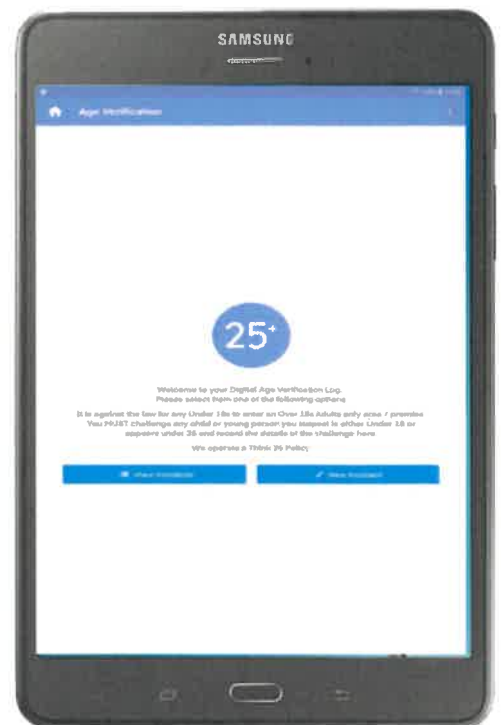 SAMSUNG
Age Verification
25+
Welcome to your Digital Age Verification Log.
Please select from one of the following options
It is against the law for any Under 18s to enter an Over 18s Adults only area / premise
You MUST challenge any child or young person you suspect is either Under 18 or
appears under 25 and record the details of the challenge here
We operate a Think 25 Policy
View Incidents
New Incident